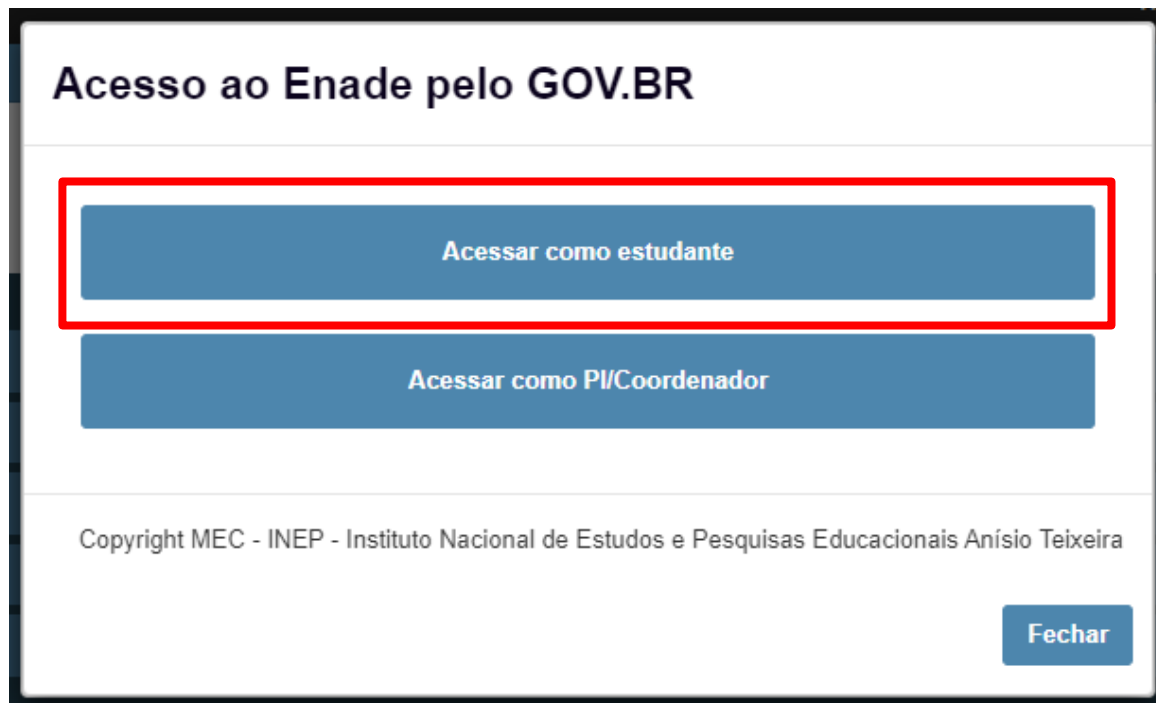 Acesso ao Enade pelo GOV.BR
Acessar como estudante
Acessar como PI/Coordenador
Copyright MEC - INEP - Instituto Nacional de Estudos e Pesquisas Educacionais Anísio Teixeira
Fechar